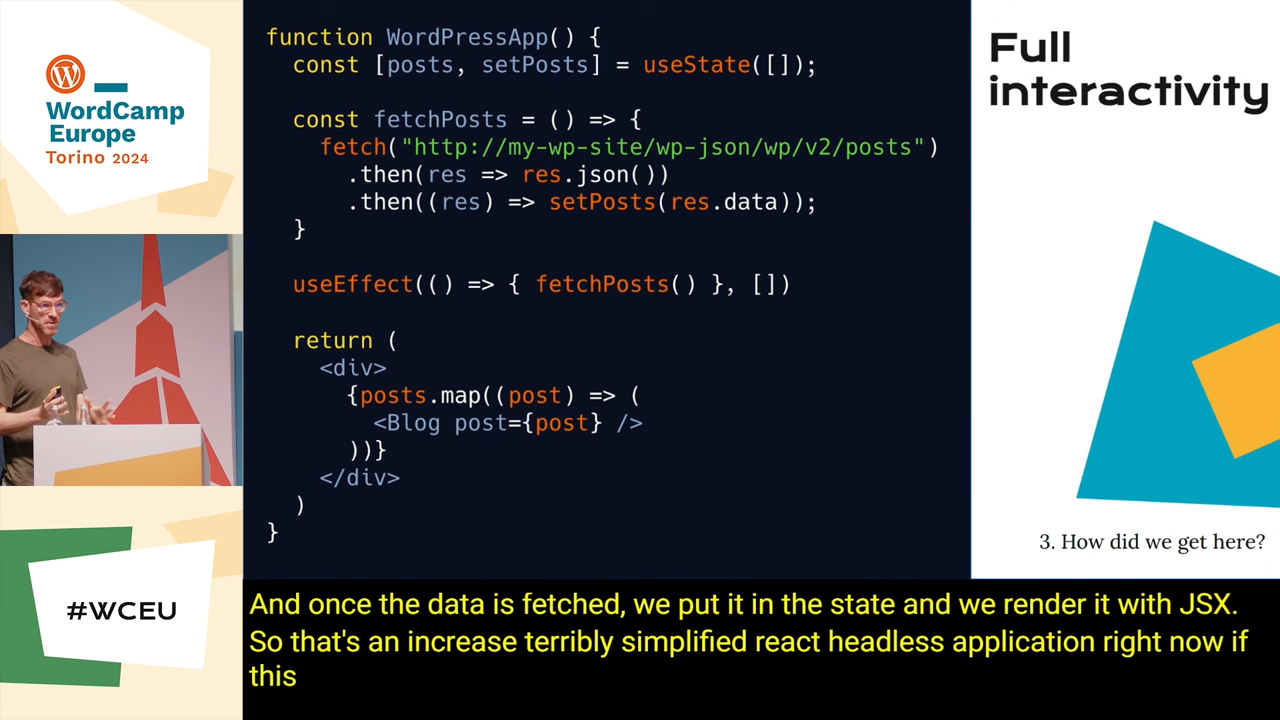 WordCamp
Europe
Torino 2024
function WordPressApp() {
const [posts, setPosts] = useState([]);
const fetchPosts = () => {
fetch("http://my-wp-site/wp-json/wp/v2/posts")
.then(res => res.json())
.then((res) => setPosts(res.data));
}
useEffect(() => { fetchPosts() }, [])
return (
<div>
{posts.map((post) => (
<Blog post={post} />
))}
</div>
)
}
Full
interactivity
3. How did we get here?
#WCEU
And once the data is fetched, we put it in the state and we render it with JSX.
So that's an increase terribly simplified react headless application right now if
this